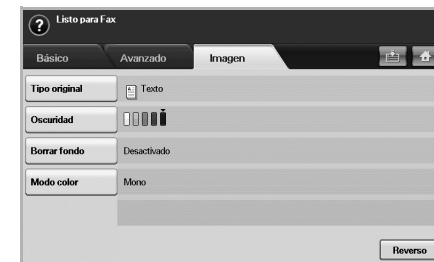 Listo para Fax
Básico Avanzado Imagen
Tipo original Texto
Oscuridad
Borrar fondo Desactivado
Modo color Mono
Reverso